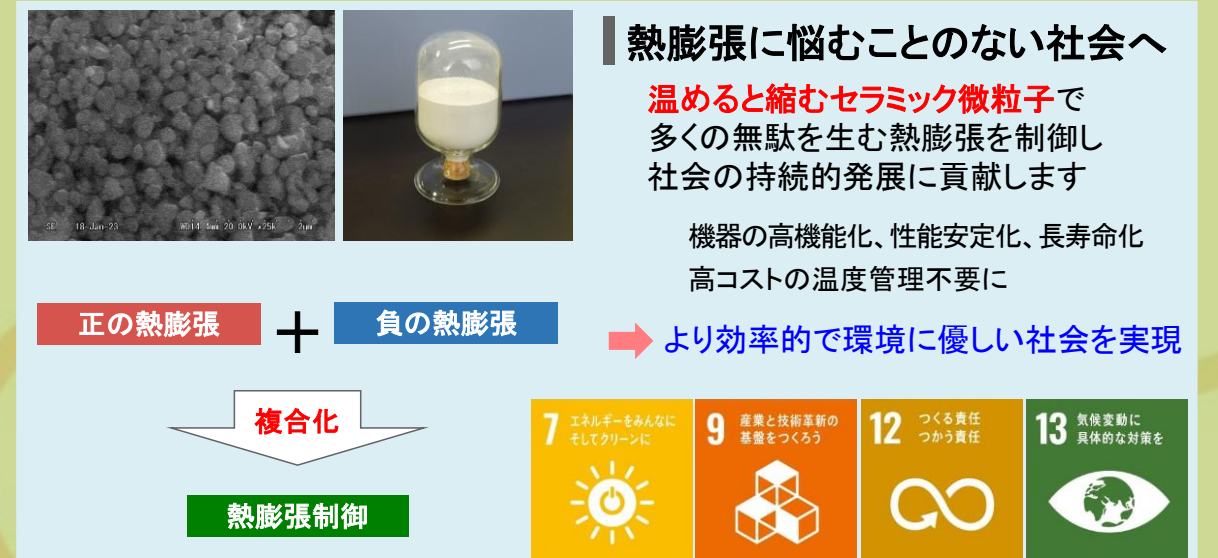 熱膨張に悩むことのない社会へ
温めると縮むセラミック微粒子で
多くの無駄を生む熱膨張を制御し
社会の持続的発展に貢献します
機器の高機能化、性能安定化、長寿命化
高コストの温度管理不要に
より効率的で環境に優しい社会を実現
SE 18-Jan-23 20.0kV x25k 2um
正の熱膨張
+
負の熱膨張
複合化
熱膨張制御
7 エネルギーをみんなに
そしてクリーンに
9 産業と技術革新の
基盤をつくろう
12 つくる責任
つかう責任
13 気候変動に
具体的な対策を